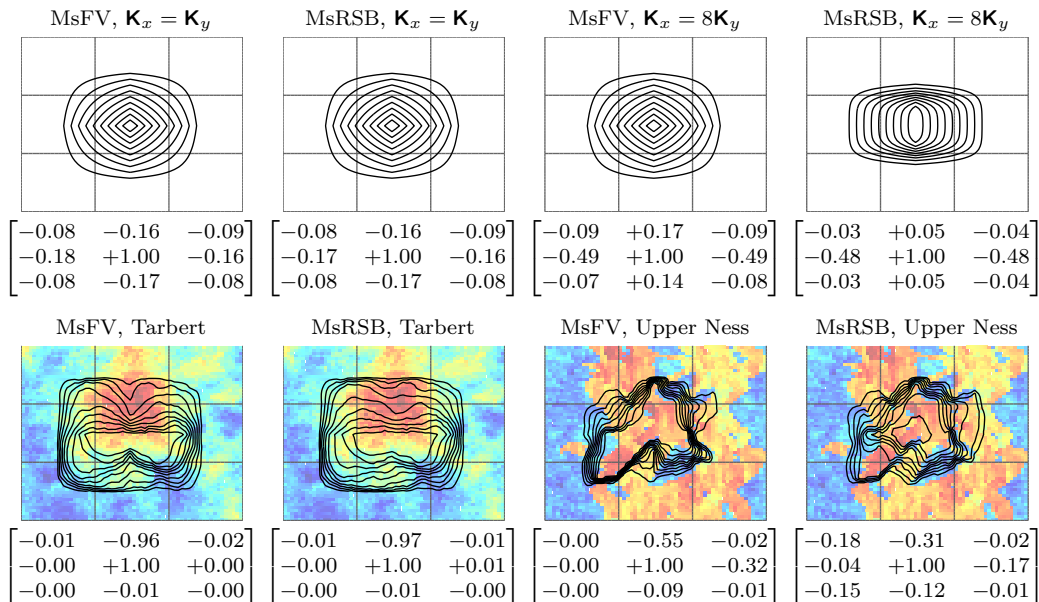 MsFV, K_x = K_y MsRSB, K_x = K_y MsFV, K_x = 8K_y MsRSB, K_x = 8K_y
−0.08 −0.16 −0.09 −0.08 −0.16 −0.09 −0.09 +0.17 −0.09 −0.03 +0.05 −0.04
−0.18 +1.00 −0.16 −0.17 +1.00 −0.16 −0.49 +1.00 −0.49 −0.48 +1.00 −0.48
−0.08 −0.17 −0.08 −0.08 −0.17 −0.08 −0.07 +0.14 −0.08 −0.03 +0.05 −0.04
MsFV, Tarbert MsRSB, Tarbert MsFV, Upper Ness MsRSB, Upper Ness
−0.01 −0.96 −0.02 −0.01 −0.97 −0.01 −0.00 −0.55 −0.02 −0.18 −0.31 −0.02
−0.00 +1.00 +0.00 −0.00 +1.00 +0.01 −0.00 +1.00 −0.32 −0.04 +1.00 −0.17
−0.00 −0.01 −0.00 −0.00 −0.01 −0.00 −0.00 −0.09 −0.01 −0.15 −0.12 −0.01